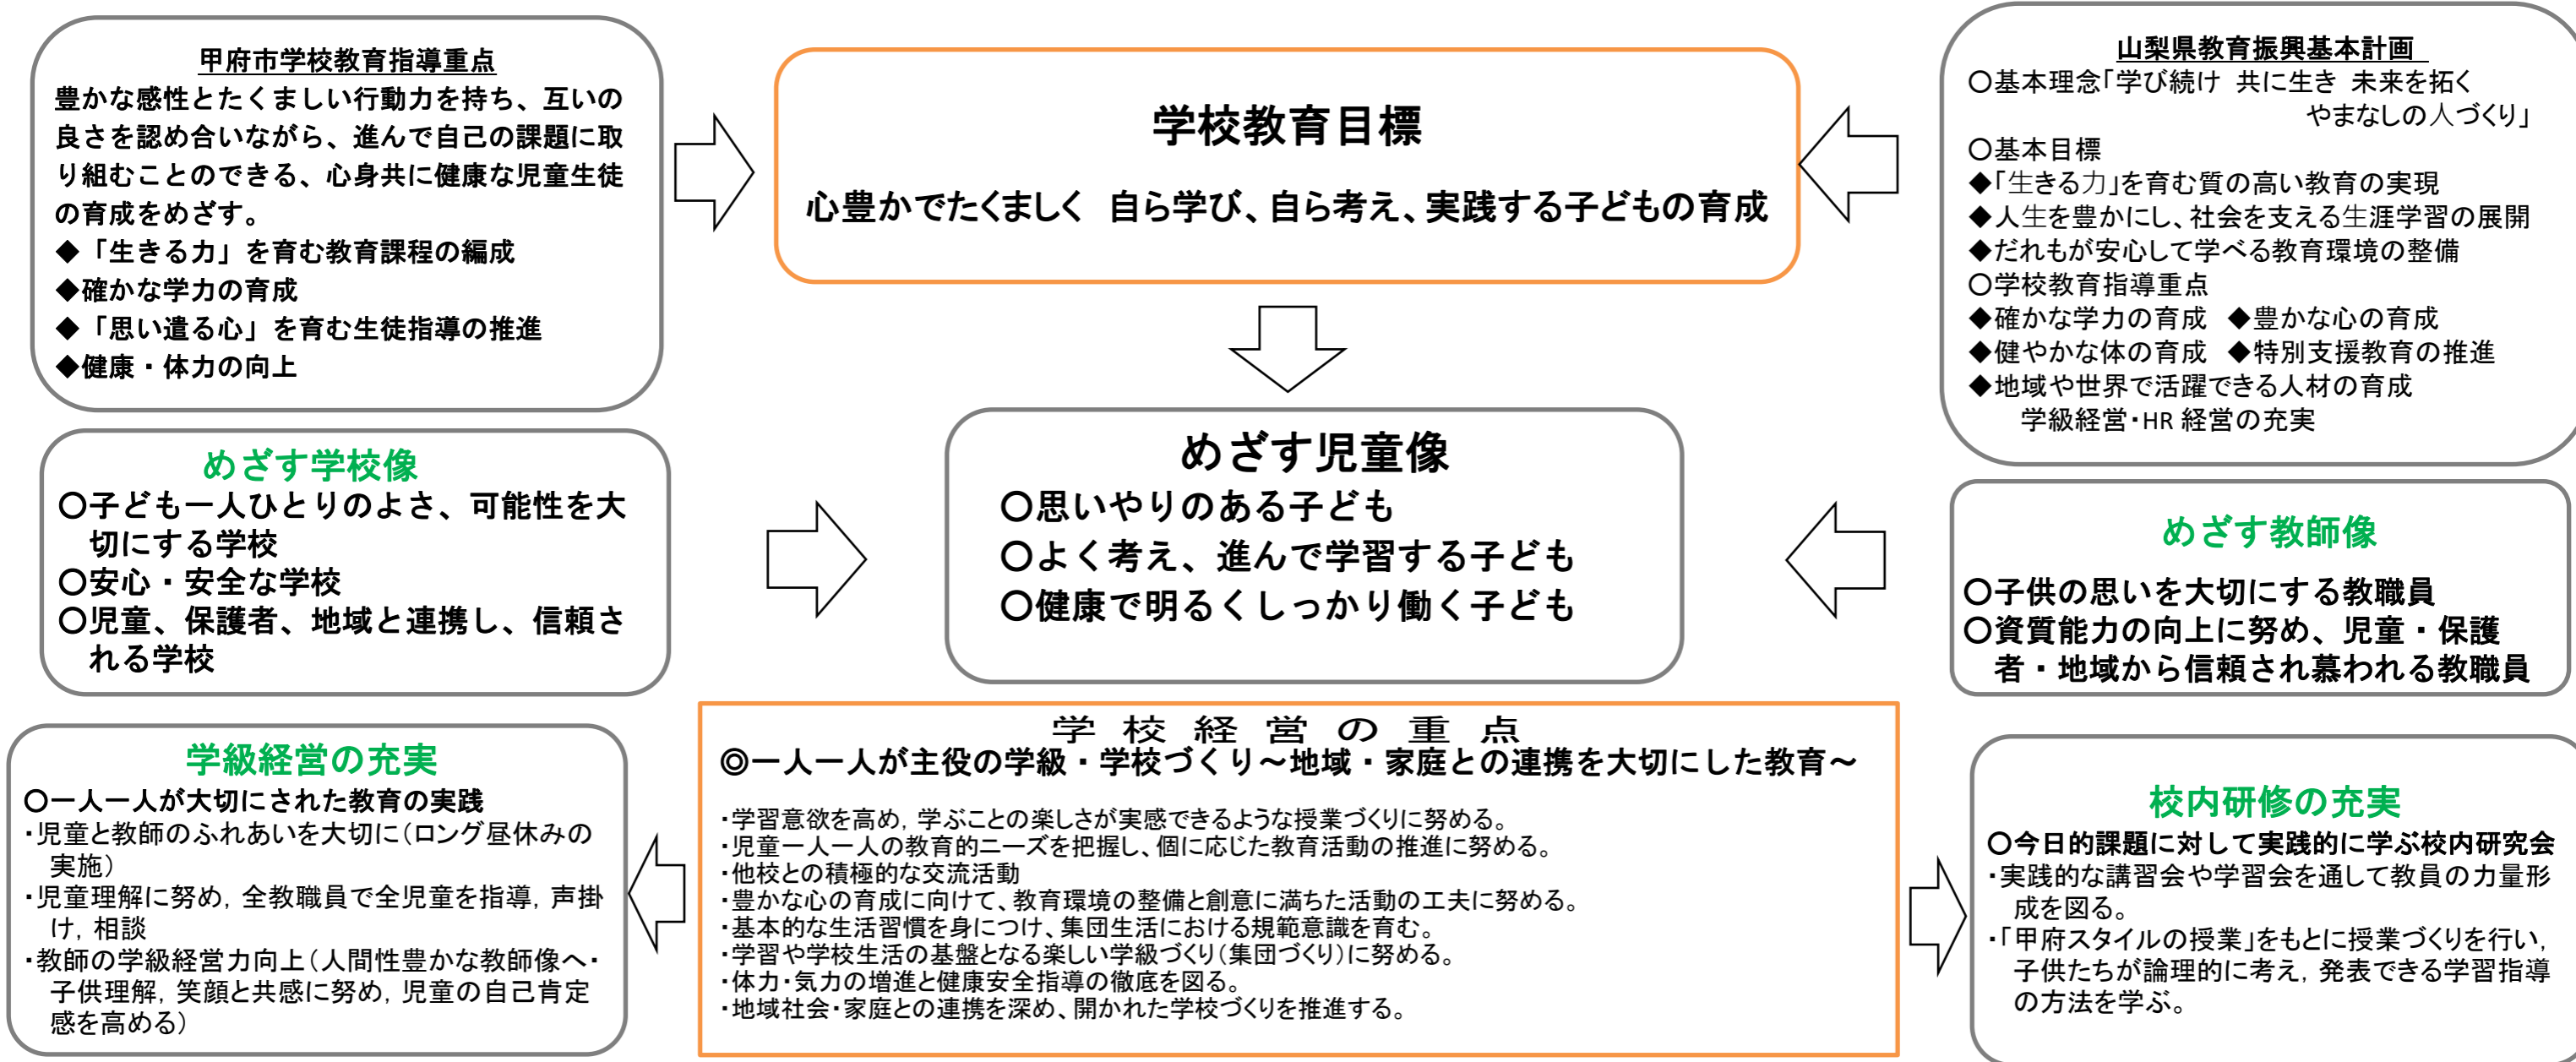 甲府市学校教育指導重点
豊かな感性とたくましい行動力を持ち、互いの
良さを認め合いながら、進んで自己の課題に取
り組むことのできる、心身共に健康な児童生徒
の育成をめざす。
◆「生きる力」を育む教育課程の編成
◆確かな学力の育成
◆「思い遣る心」を育む生徒指導の推進
◆健康・体力の向上
学校教育目標
心豊かでたくましく 自ら学び、自ら考え、実践する子どもの育成
山梨県教育振興基本計画
○基本理念「学び続け 共に生き 未来を拓く
やまなしの人づくり」
○基本目標
◆「生きる力」を育む質の高い教育の実現
◆人生を豊かにし、社会を支える生涯学習の展開
◆だれもが安心して学べる教育環境の整備
○学校教育指導重点
◆確かな学力の育成 ◆豊かな心の育成
◆健やかな体の育成 ◆特別支援教育の推進
◆地域や世界で活躍できる人材の育成
学級経営・HR 経営の充実
めざす学校像
○子ども一人ひとりのよさ、可能性を大
切にする学校
○安心・安全な学校
○児童、保護者、地域と連携し、信頼さ
れる学校
めざす児童像
○思いやりのある子ども
○よく考え、進んで学習する子ども
○健康で明るくしっかり働く子ども
めざす教師像
○子供の思いを大切にする教職員
○資質能力の向上に努め、児童・保護
者・地域から信頼され慕われる教職員
学級経営の充実
○一人一人が大切にされた教育の実践
・児童と教師のふれあいを大切に（ロング昼休みの
実施）
・児童理解に努め，全教職員で全児童を指導，声掛
け，相談
・教師の学級経営力向上（人間性豊かな教師像へ・
子供理解，笑顔と共感に努め，児童の自己肯定
感を高める）
学 校 経 営 の 重 点
◎一人一人が主役の学級・学校づくり～地域・家庭との連携を大切にした教育～
・学習意欲を高め，学ぶことの楽しさが実感できるような授業づくりに努める。
・児童一人一人の教育的ニーズを把握し、個に応じた教育活動の推進に努める。
・他校との積極的な交流活動
・豊かな心の育成に向けて、教育環境の整備と創意に満ちた活動の工夫に努める。
・基本的な生活習慣を身につけ、集団生活における規範意識を育む。
・学習や学校生活の基盤となる楽しい学級づくり（集団づくり）に努める。
・体力・気力の増進と健康安全指導の徹底を図る。
・地域社会・家庭との連携を深め、開かれた学校づくりを推進する。
校内研修の充実
○今日的課題に対して実践的に学ぶ校内研究会
・実践的な講習会や学習会を通して教員の力量形
成を図る。
・「甲府スタイルの授業」をもとに授業づくりを行い，
子供たちが論理的に考え，発表できる学習指導
の方法を学ぶ。